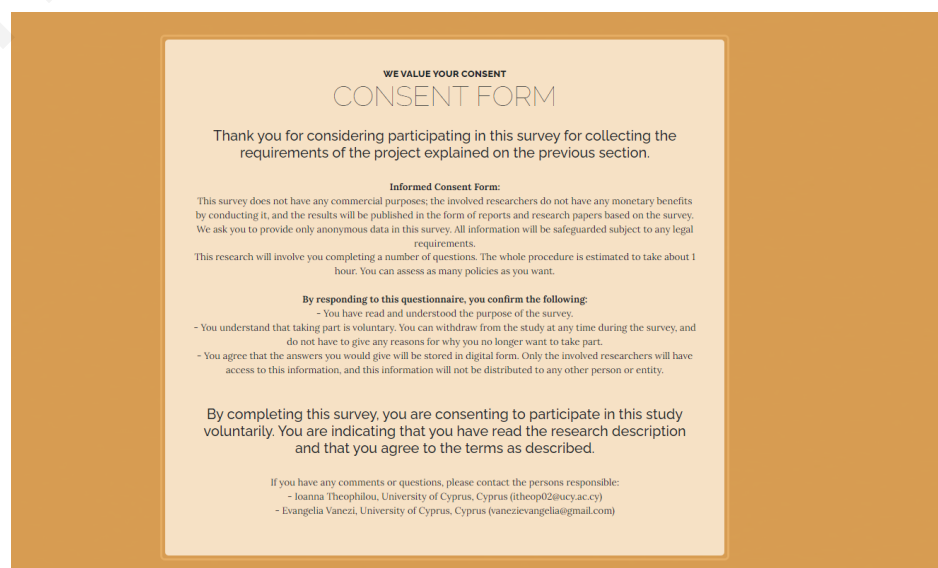 WE VALUE YOUR CONSENT
CONSENT FORM
Thank you for considering participating in this survey for collecting the
requirements of the project explained on the previous section.
Informed Consent Form:
This survey does not have any commercial purposes; the involved researchers do not have any monetary benefits
by conducting it, and the results will be published in the form of reports and research papers based on the survey.
We ask you to provide only anonymous data in this survey. All information will be safeguarded subject to any legal
requirements.
This research will involve you completing a number of questions. The whole procedure is estimated to take about 1
hour. You can assess as many policies as you want.
By responding to this questionnaire, you confirm the following:
- You have read and understood the purpose of the survey.
- You understand that taking part is voluntary. You can withdraw from the study at any time during the survey, and
do not have to give any reasons for why you no longer want to take part.
- You agree that the answers you would give will be stored in digital form. Only the involved researchers will have
access to this information, and this information will not be distributed to any other person or entity.
By completing this survey, you are consenting to participate in this study
voluntarily. You are indicating that you have read the research description
and that you agree to the terms as described.
If you have any comments or questions, please contact the persons responsible:
- Ioanna Theophilou, University of Cyprus, Cyprus (itheop02@ucy.ac.cy)
- Evangelia Vanezi, University of Cyprus, Cyprus (vanezievangelia@gmail.com)